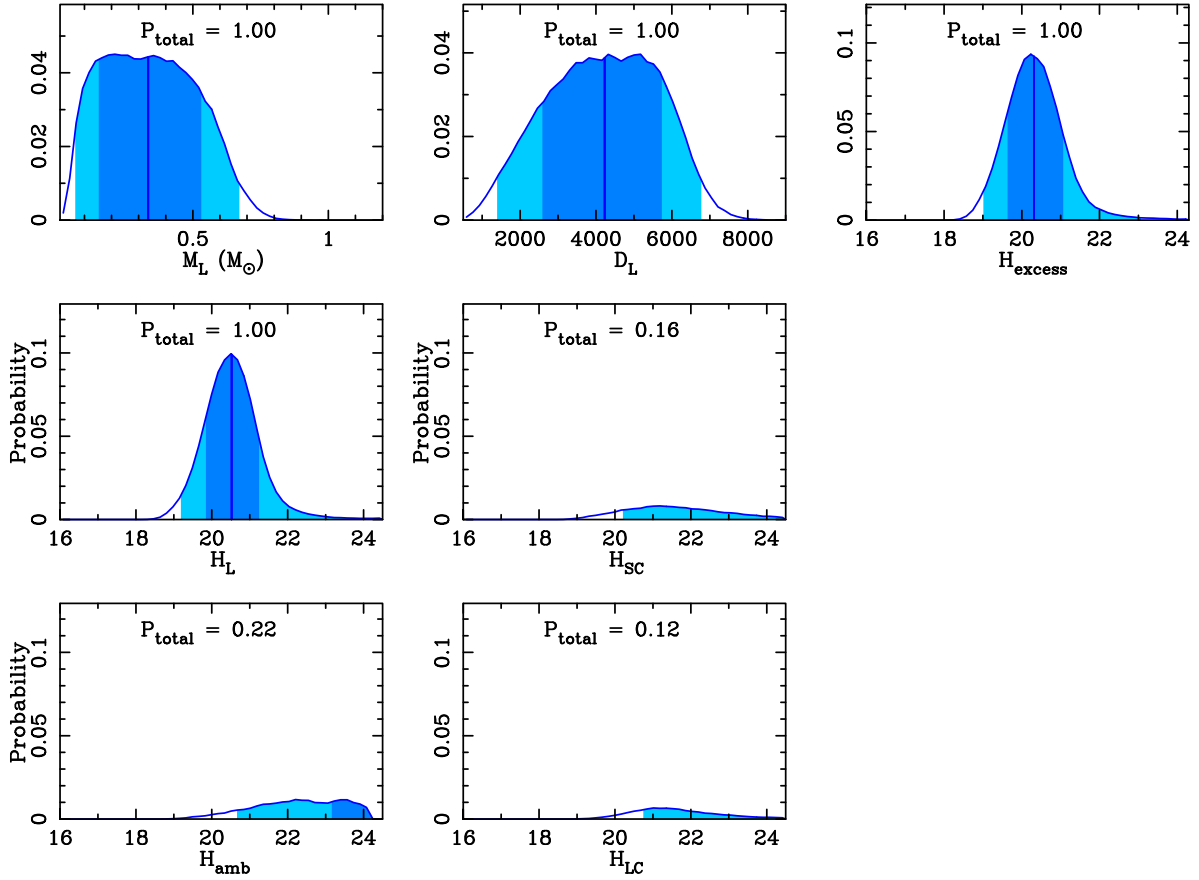 P_total = 1.00
0 0.02 0.04
0.5 1
M_L (M_⊙)
P_total = 1.00
0 0.02 0.04
2000 4000 6000 8000
D_L
P_total = 1.00
0 0.05 0.1
16 18 20 22 24
H_excess
P_total = 1.00
Probability
0 0.05 0.1
16 18 20 22 24
H_L
P_total = 0.16
Probability
0 0.05 0.1
16 18 20 22 24
H_SC
P_total = 0.22
Probability
0 0.05 0.1
16 18 20 22 24
H_amb
P_total = 0.12
0 0.05 0.1
16 18 20 22 24
H_LC